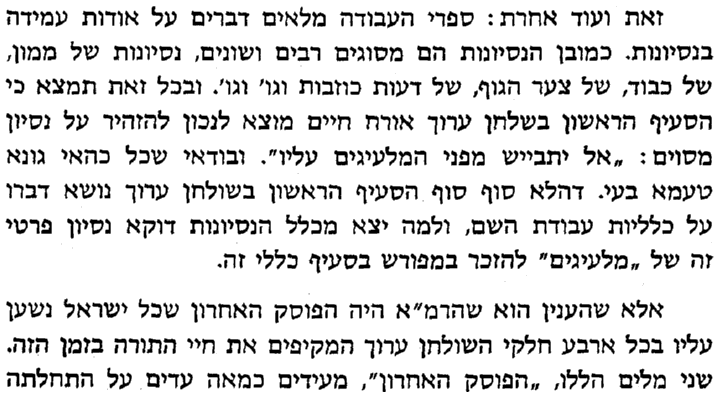 זאת ועוד אחרת: ספרי העבודה מלאים דברים על אודות עמידה
בנסיונות. כמובן הנסיונות הם מסוגים רבים ושונים, נסיונות של ממון,
של כבוד, של צער הגוף, של דעות כוזבות וגו' וגו'. ובכל זאת תמצא כי
הסעיף הראשון בשלחן ערוך אורח חיים מוצא לנכון להזהיר על נסיון
מסוים: „אל יתבייש מפני המלעיגים עליו". ובודאי שכל כהאי גונא
טעמא בעי. דהלא סוף סוף הסעיף הראשון בשולחן ערוך נושא דברו
על כלליות עבודת השם, ולמה יצא מכלל הנסיונות דוקא נסיון פרטי
זה של „מלעיגים" להזכר במפורש בסעיף כללי זה.
אלא שהענין הוא שהרמ"א היה הפוסק האחרון שכל ישראל נשען
עליו בכל ארבע חלקי השולחן ערוך המקיפים את חיי התורה בזמן הזה.
שני מלים הללו, „הפוסק האחרון", מעידים כמאה עדים על התחלתה